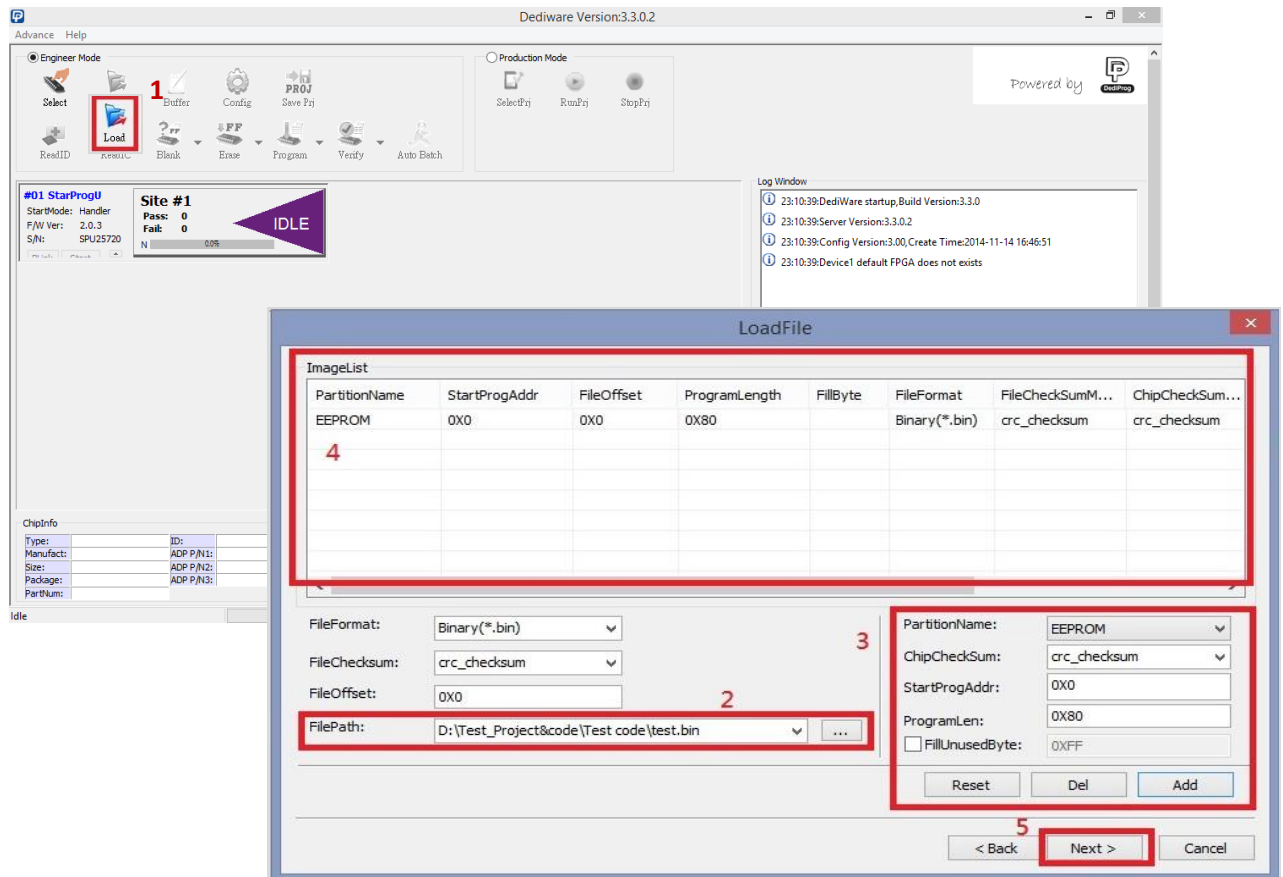 Dediware Version:3.3.0.2
Advance Help
Engineer Mode
Production Mode
1
Select
Load
Buffer
Config
PROJ
Save Prj
SelectPrj
RunPrj
StopPrj
Powered by
DediProg
?FF
FF
ReadID
ReadIC
Blank
Erase
Program
Verify
Auto Batch
#01 StarProgU
StartMode: Handler
F/W Ver: 2.0.3
S/N: SPU25720
Site #1
Pass: 0
Fail: 0
N 0.0%
IDLE
Log Window
23:10:39:DediWare startup,Build Version:3.3.0
23:10:39:Server Version:3.3.0.2
23:10:39:Config Version:3.00,Create Time:2014-11-14 16:46:51
23:10:39:Device1 default FPGA does not exists
ChipInfo
Type: ID:
Manufact: ADP P/N1:
Size: ADP P/N2:
Package: ADP P/N3:
PartNum:
Idle
LoadFile
ImageList
PartitionName StartProgAddr FileOffset ProgramLength FillByte FileFormat FileCheckSumM... ChipCheckSum...
EEPROM 0X0 0X0 0X80 Binary(*.bin) crc_checksum crc_checksum
4
FileFormat: Binary(*.bin)
FileChecksum: crc_checksum
FileOffset: 0X0
2
FilePath: D:\Test_Project&code\Test code\test.bin ...
3
PartitionName: EEPROM
ChipCheckSum: crc_checksum
StartProgAddr: 0X0
ProgramLen: 0X80
FillUnusedByte: 0XFF
Reset Del Add
5
< Back Next > Cancel